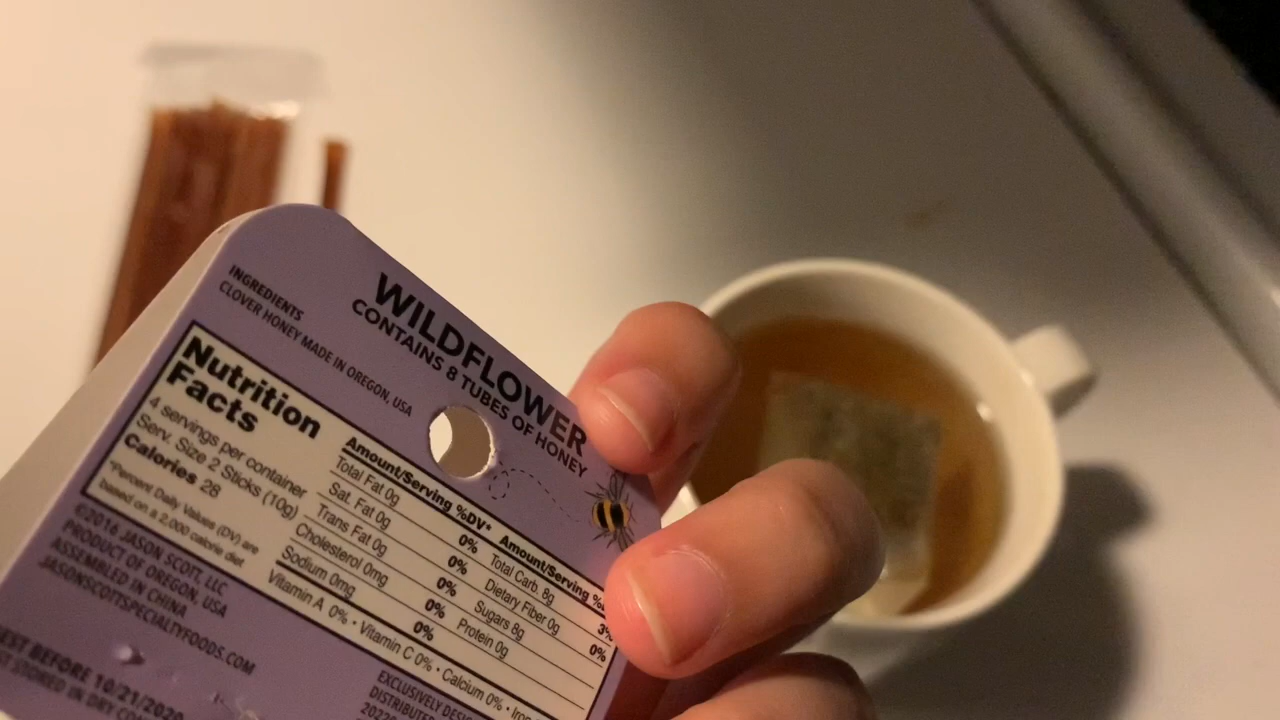 WILDFLOWER
CONTAINS 8 TUBES OF HONEY
INGREDIENTS
CLOVER HONEY MADE IN OREGON, USA
Nutrition
Facts
4 servings per container
Serv. Size 2 Sticks (10g)
Calories 28
*Percent Daily Values (DV) are
based on a 2,000 calorie diet
Amount/Serving %DV*
Total Fat 0g 0%
Sat. Fat 0g 0%
Trans Fat 0g
Cholesterol 0mg 0%
Sodium 0mg 0%
Amount/Serving
Total Carb. 8g 3%
Dietary Fiber 0g 0%
Sugars 8g
Protein 0g
Vitamin A 0% • Vitamin C 0% • Calcium 0% •
©2016 JASON SCOTT, LLC
PRODUCT OF OREGON, USA
ASSEMBLED IN CHINA
JASONSCOTTSPECIALTYFOODS.COM
BEFORE 10/21/2020
STORED IN DRY
EXCLUSIVELY